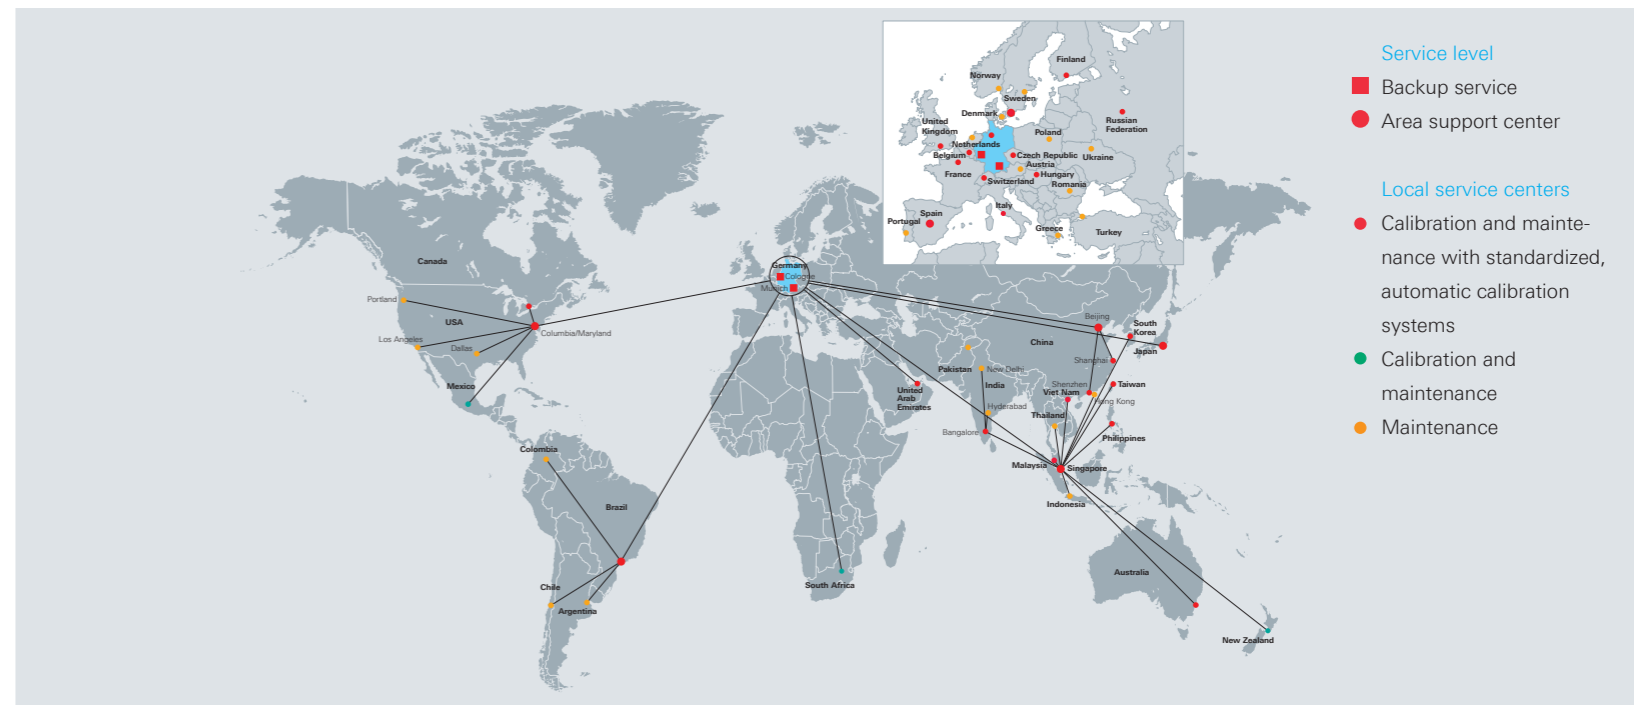 Service level
Backup service
Area support center
Local service centers
Calibration and mainte-
nance with standardized,
automatic calibration
systems
Calibration and
maintenance
Maintenance
Finland
Norway
Sweden
Denmark
United
Kingdom
Russian
Federation
Poland
Netherlands
Belgium
Czech Republic
Ukraine
Austria
France
Switzerland
Hungary
Romania
Italy
Spain
Portugal
Greece
Turkey
Canada
Portland
USA
Los Angeles
Dallas
Columbia/Maryland
Mexico
Germany
Cologne
Munich
Beijing
South
Korea
China
Japan
Shanghai
Pakistan
New Delhi
India
United
Arab
Emirates
Shenzhen
Taiwan
Viet Nam
Hong Kong
Hyderabad
Thailand
Bangalore
Philippines
Malaysia
Singapore
Indonesia
Colombia
Brazil
Chile
Argentina
South Africa
Australia
New Zealand